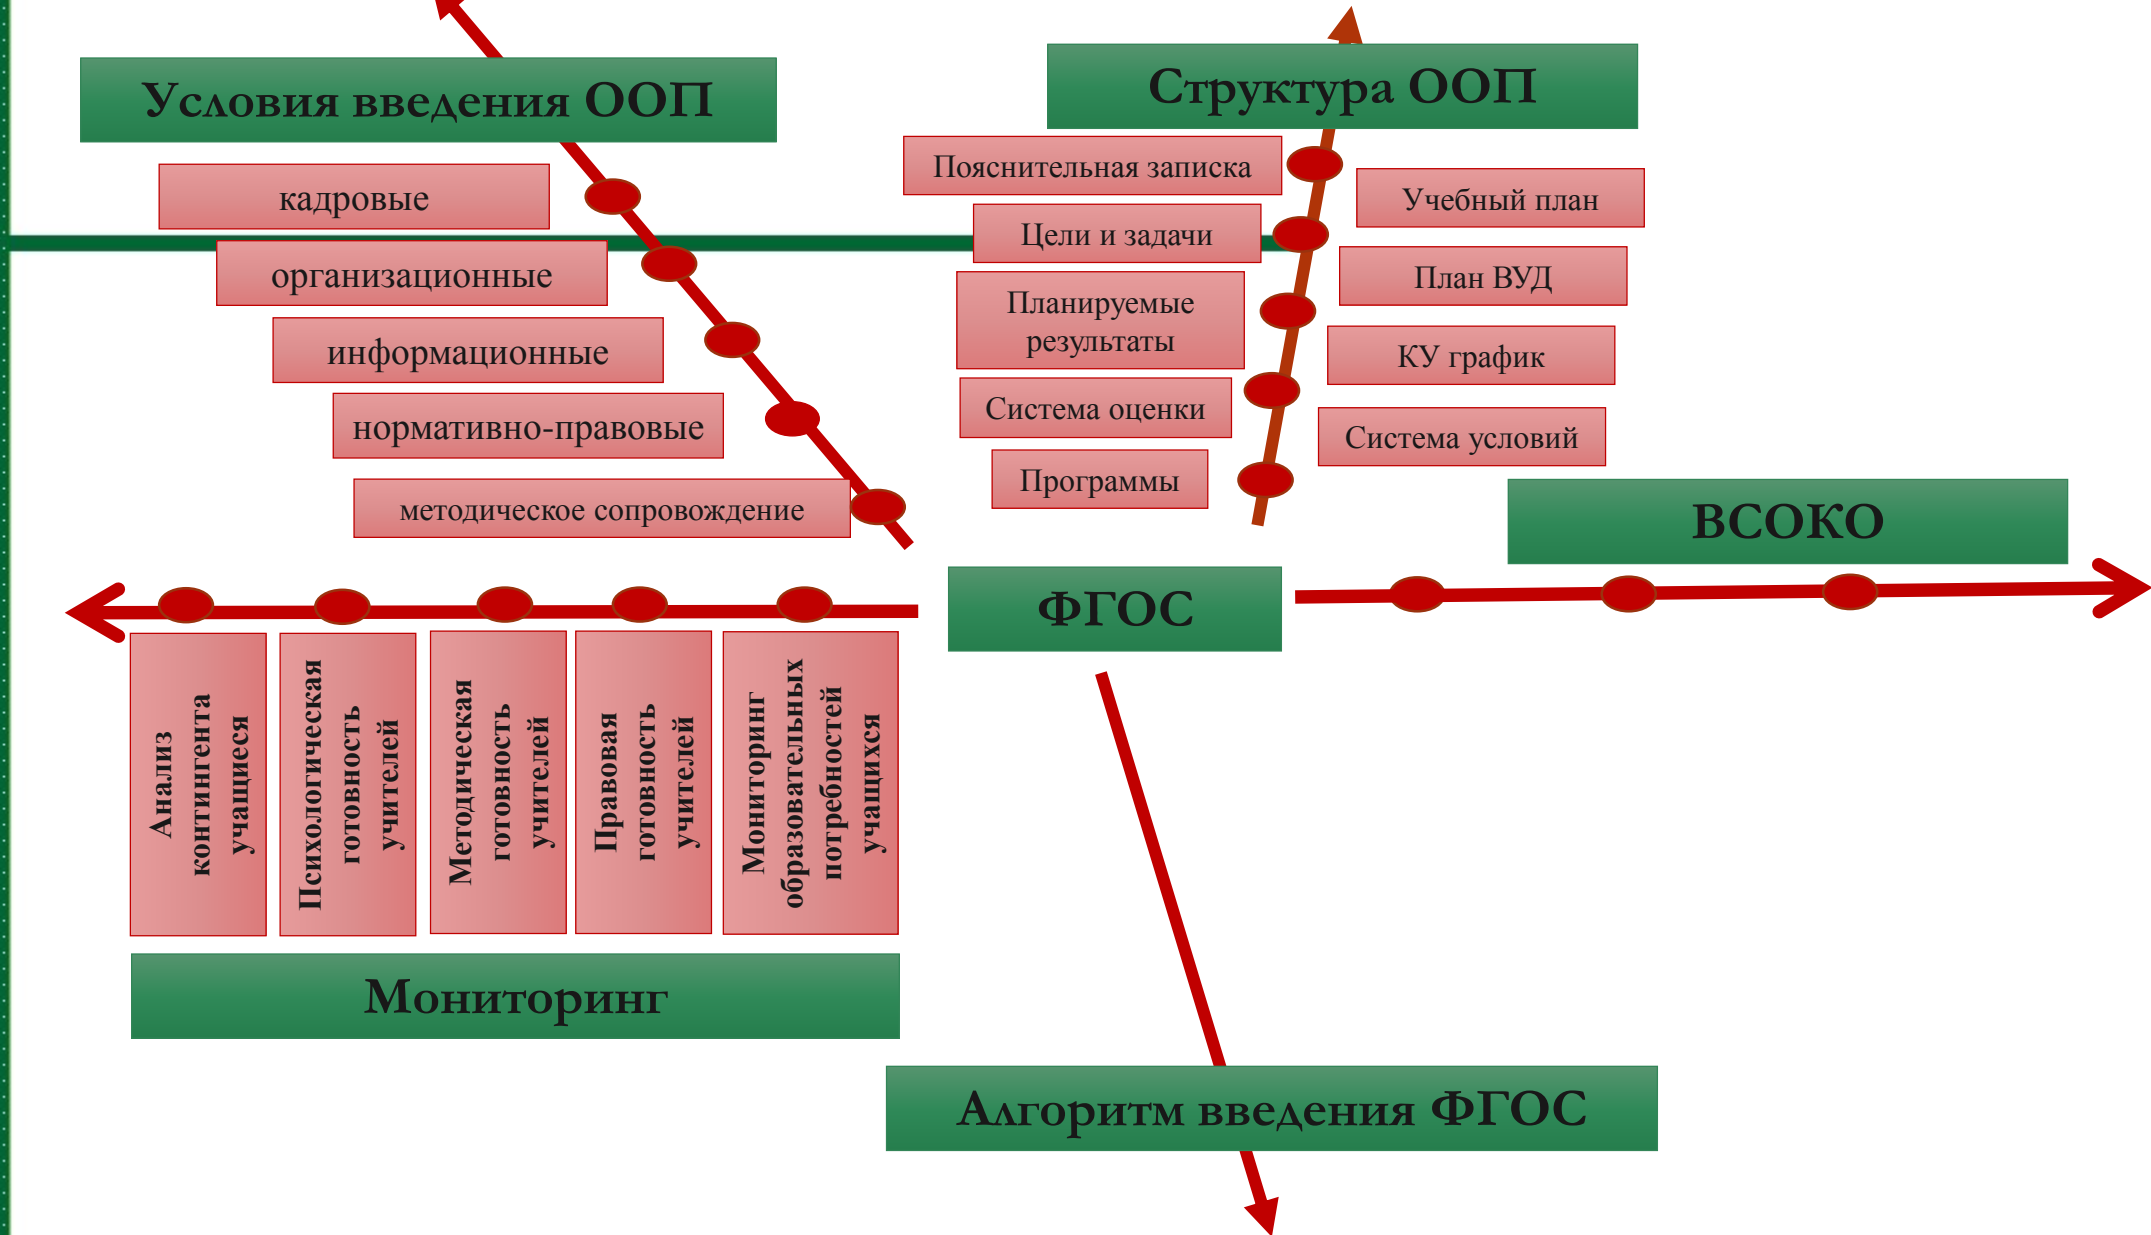 Условия введения ООП
кадровые
организационные
информационные
нормативно-правовые
методическое сопровождение
Структура ООП
Пояснительная записка
Цели и задачи
Планируемые
результаты
Система оценки
Программы
Учебный план
План ВУД
КУ график
Система условий
ВСОКО
ФГОС
Анализ
контингента
учащиеся
Психологическая
готовность
учителей
Методическая
готовность
учителей
Правовая
готовность
учителей
Мониторинг
образовательных
потребностей
учащихся
Мониторинг
Алгоритм введения ФГОС